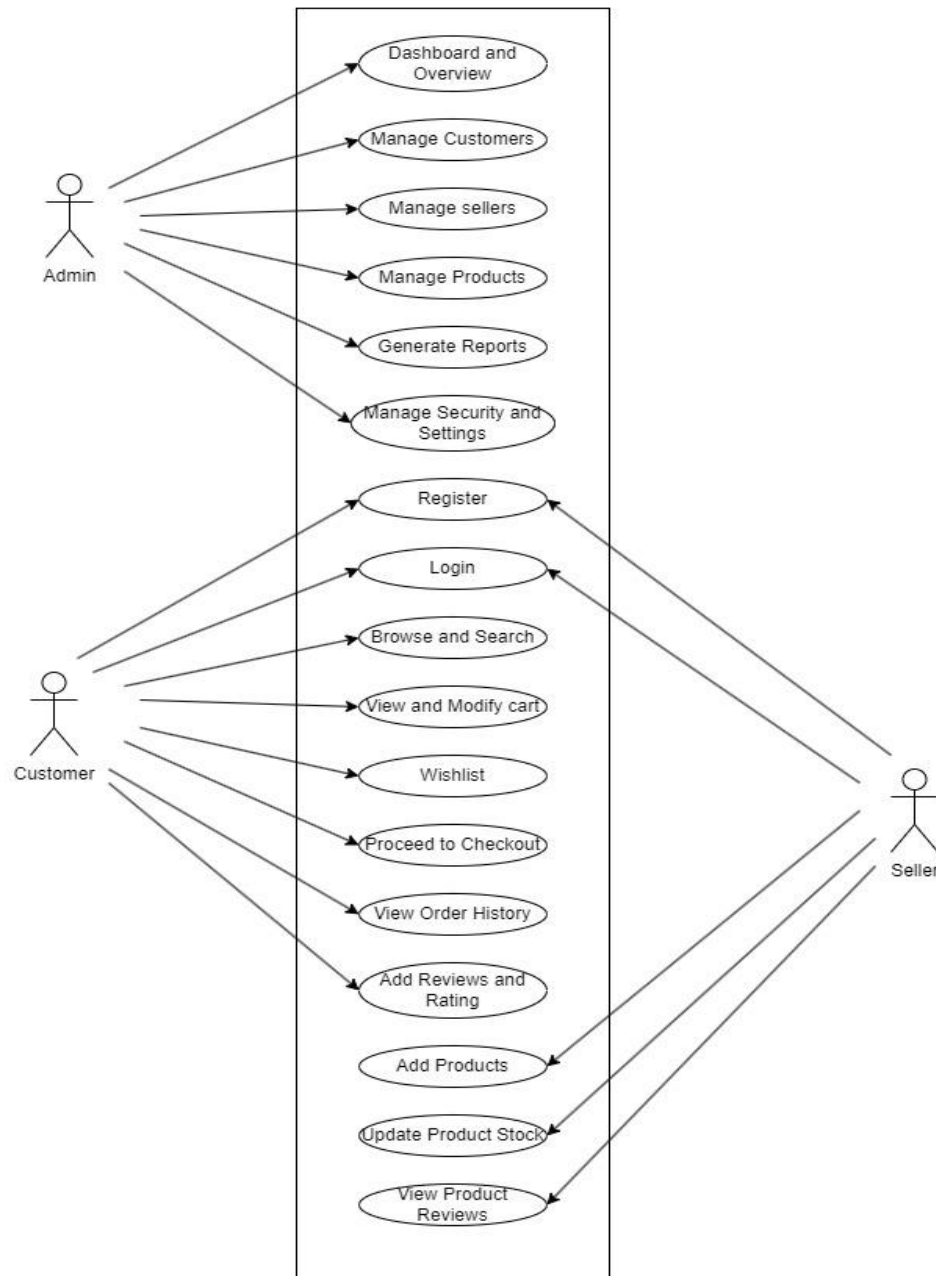 Dashboard and
Overview
Manage Customers
Manage sellers
Admin
Manage Products
Generate Reports
Manage Security and
Settings
Register
Login
Browse and Search
View and Modify cart
Customer
Wishlist
Proceed to Checkout
Seller
View Order History
Add Reviews and
Rating
Add Products
Update Product Stock
View Product
Reviews